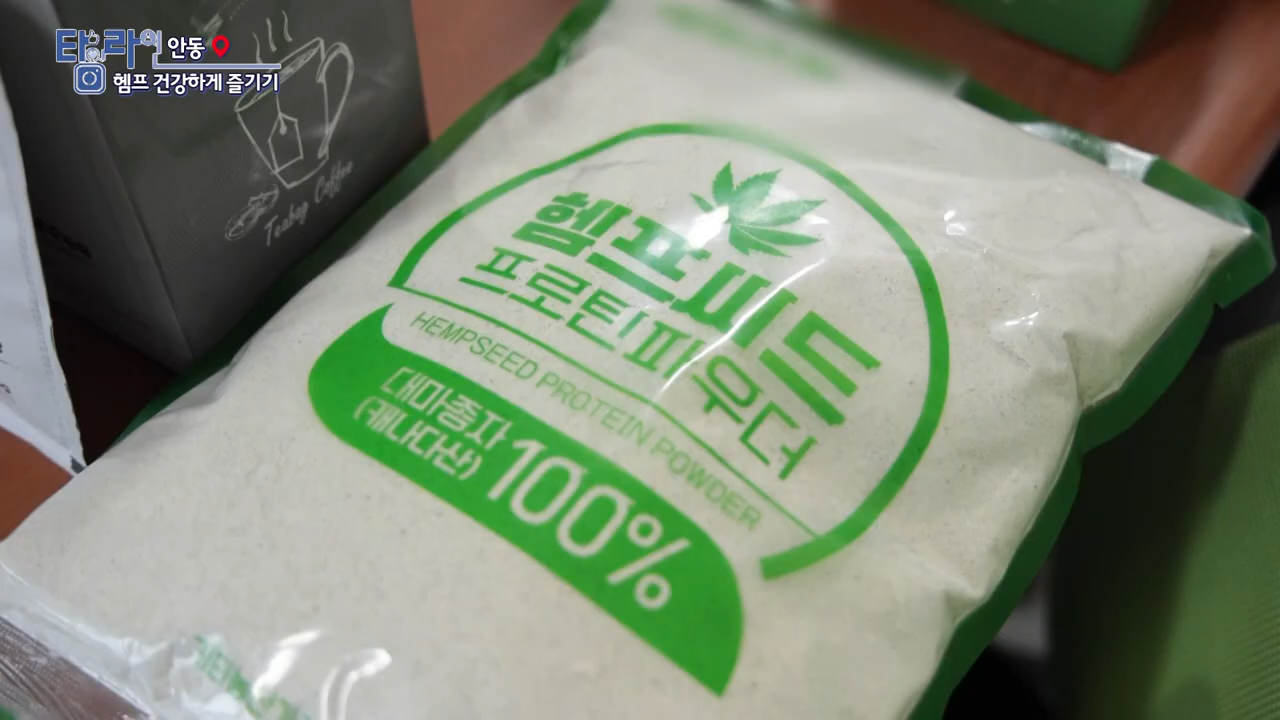 타라의 안동
헴프 건강하게 즐기기
Teabag Coffee
헴프씨드
프로틴파우더
HEMPSEED PROTEIN POWDER
대마종자
(캐나다산)
100%